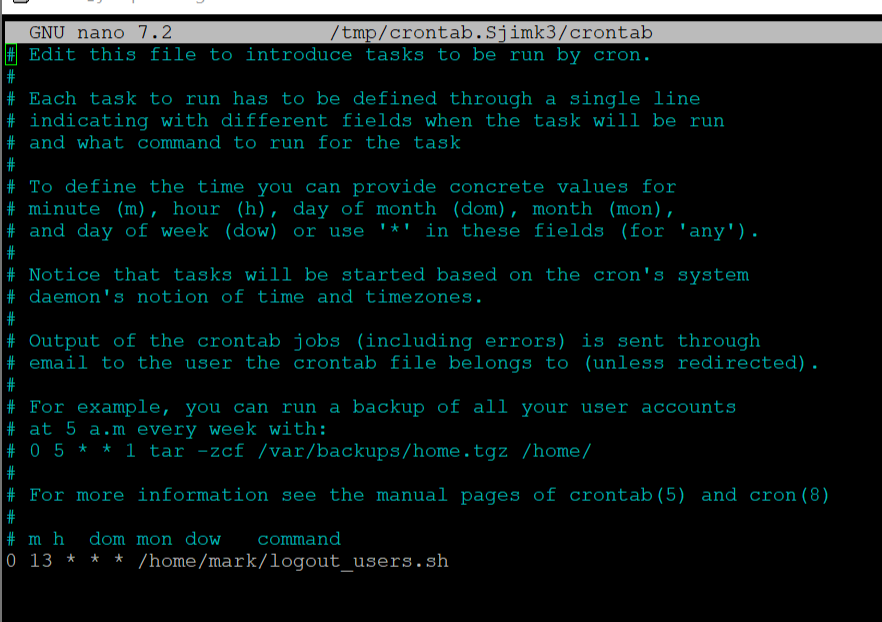 GNU nano 7.2 /tmp/crontab.Sjimk3/crontab
# Edit this file to introduce tasks to be run by cron.
#
# Each task to run has to be defined through a single line
# indicating with different fields when the task will be run
# and what command to run for the task
#
# To define the time you can provide concrete values for
# minute (m), hour (h), day of month (dom), month (mon),
# and day of week (dow) or use '*' in these fields (for 'any').
#
# Notice that tasks will be started based on the cron's system
# daemon's notion of time and timezones.
#
# Output of the crontab jobs (including errors) is sent through
# email to the user the crontab file belongs to (unless redirected).
#
# For example, you can run a backup of all your user accounts
# at 5 a.m every week with:
# 0 5 * * 1 tar -zcf /var/backups/home.tgz /home/
#
# For more information see the manual pages of crontab(5) and cron(8)
#
# m h  dom mon dow   command
0 13 * * * /home/mark/logout_users.sh